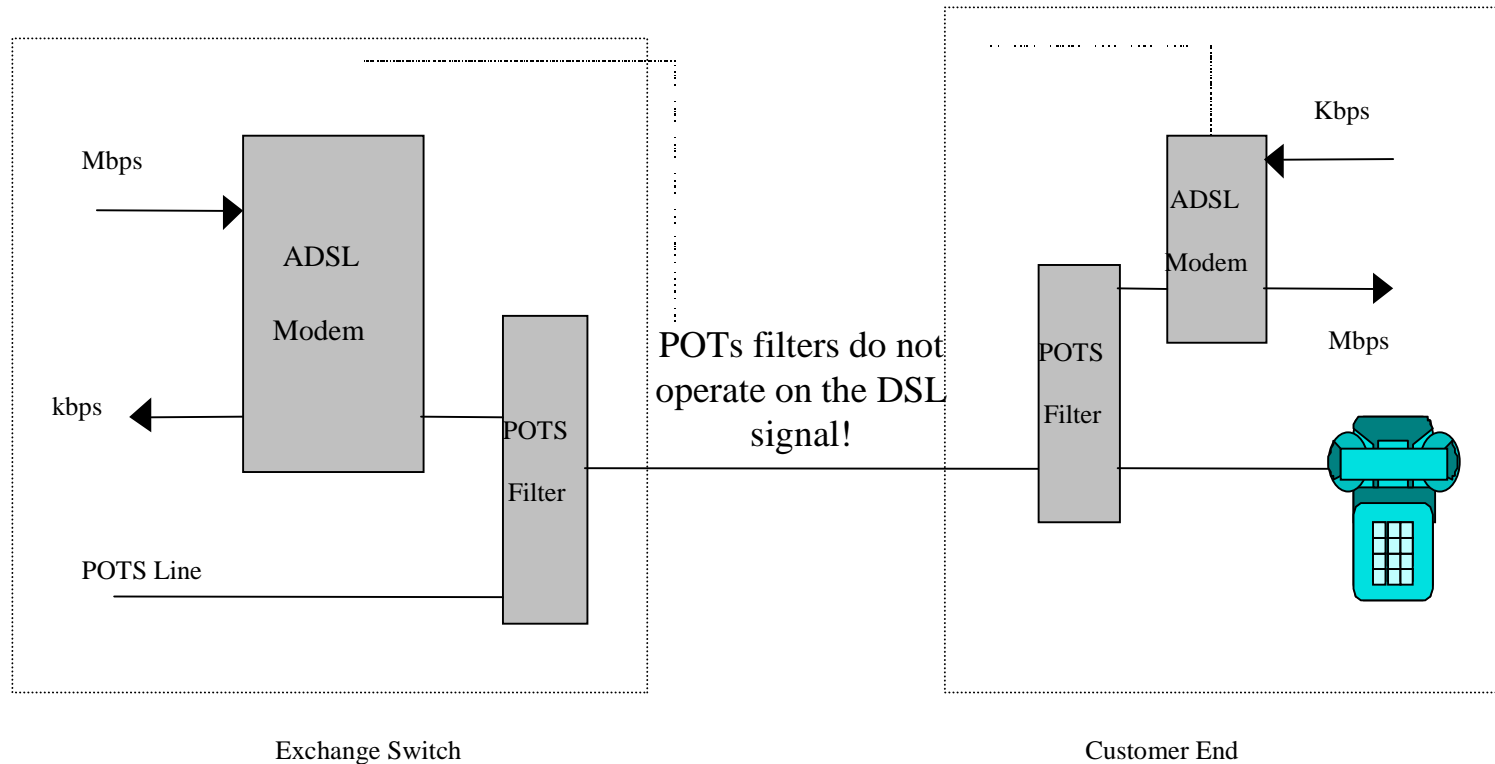 Mbps
ADSL
Modem
kbps
POTS
Filter
POTS Line
Exchange Switch
POTs filters do not
operate on the DSL
signal!
Kbps
ADSL
Modem
Mbps
POTS
Filter
Customer End